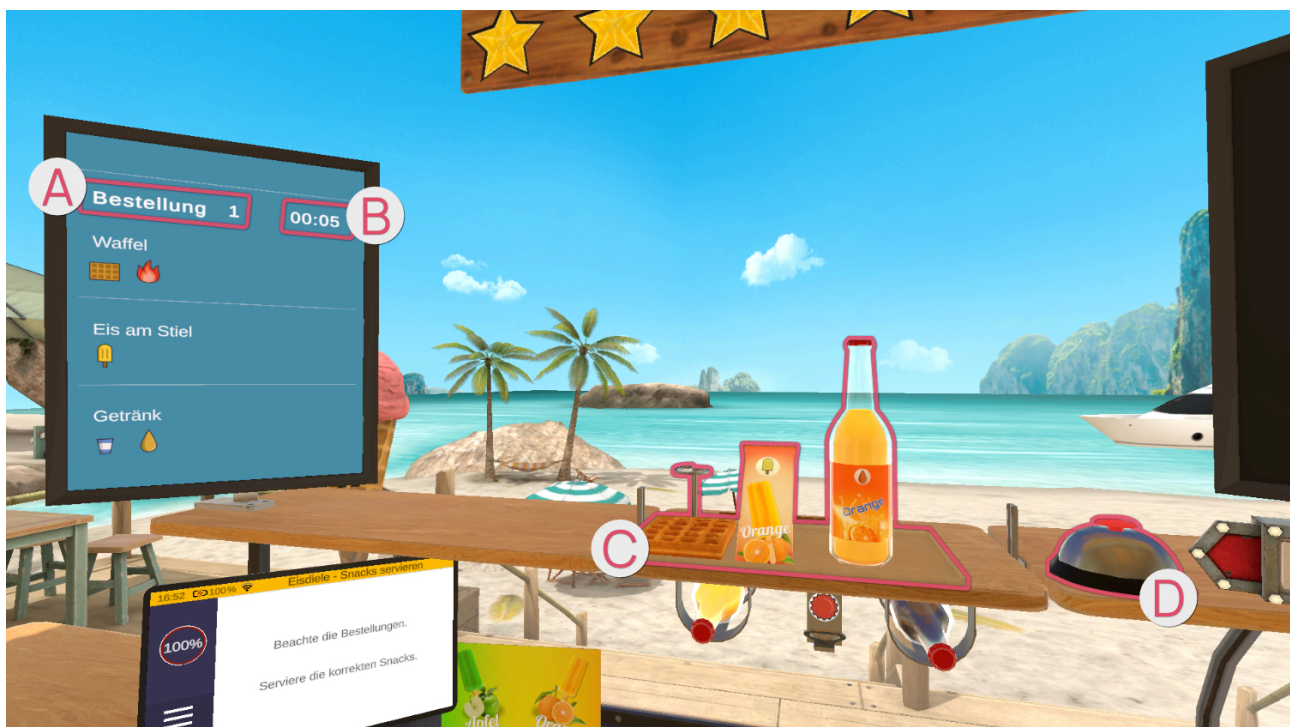 A
Bestellung 1
00:05
B
Waffel
Eis am Stiel
Getränk
Orange
Orange
C
D
16:52 100% Eisdiele - Snacks servieren
100%
Beachte die Bestellungen.
Serviere die korrekten Snacks.
Apfel